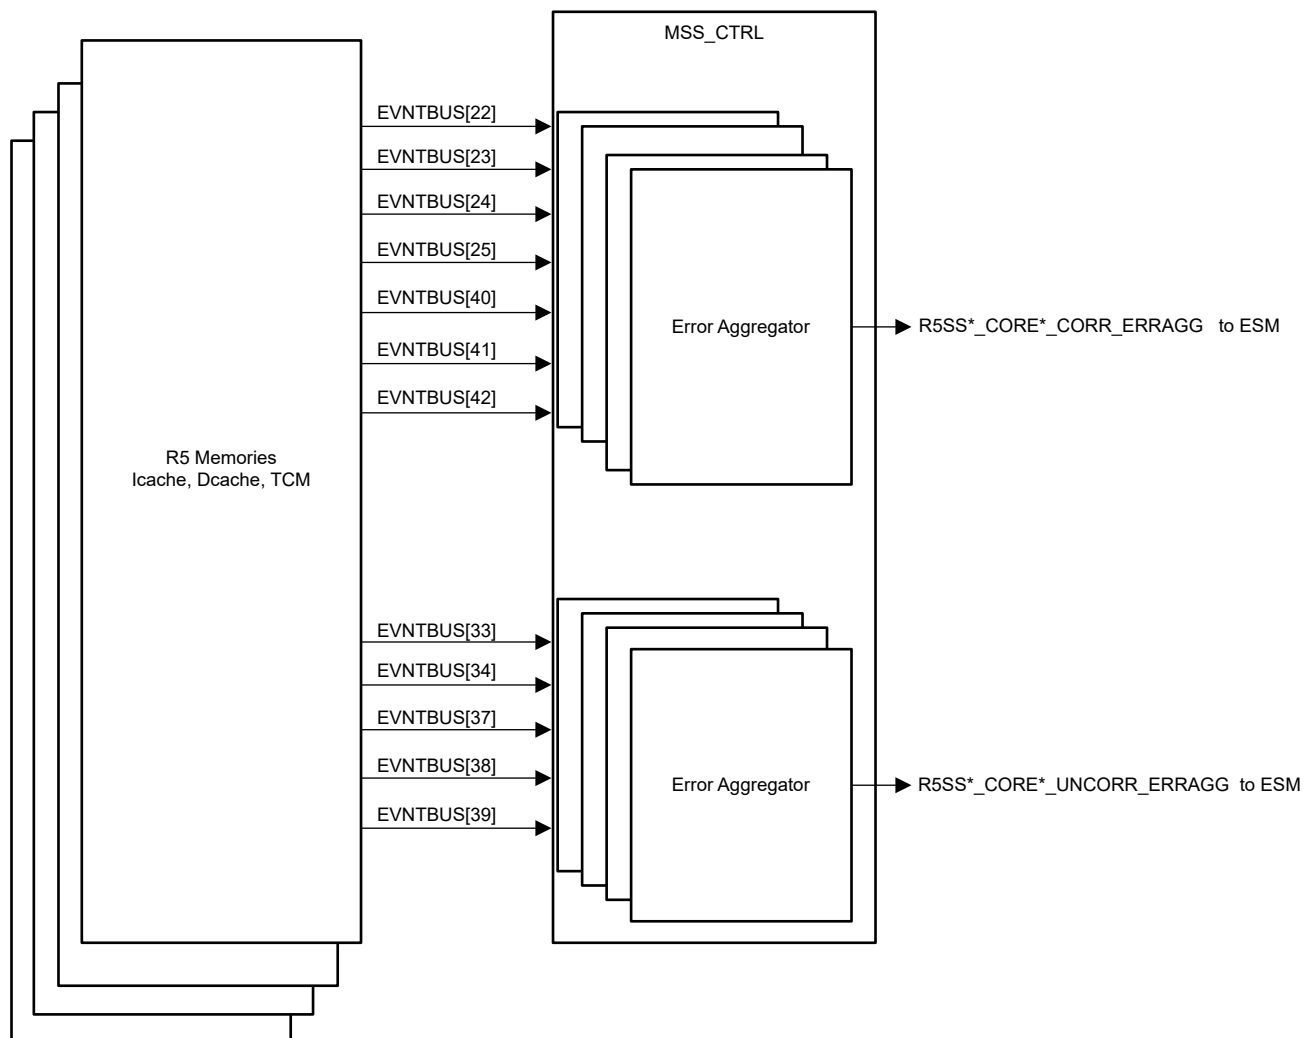 MSS_CTRL
EVNTBUS[22]
EVNTBUS[23]
EVNTBUS[24]
EVNTBUS[25]
EVNTBUS[40]
EVNTBUS[41]
EVNTBUS[42]
Error Aggregator
R5SS*_CORE*_CORR_ERRAGG to ESM
R5 Memories
Icache, Dcache, TCM
EVNTBUS[33]
EVNTBUS[34]
EVNTBUS[37]
EVNTBUS[38]
EVNTBUS[39]
Error Aggregator
R5SS*_CORE*_UNCORR_ERRAGG to ESM